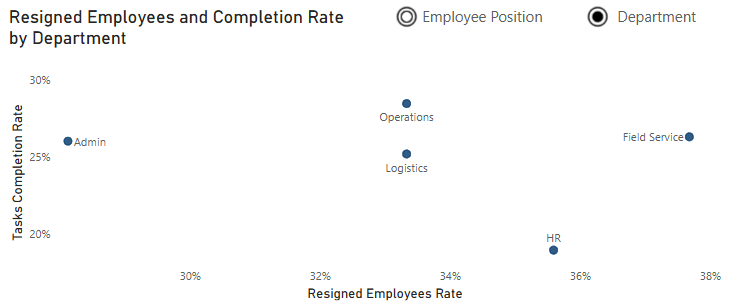 Resigned Employees and Completion Rate
by Department
Employee Position
Department
30%
Operations
Admin
Field Service
25%
Logistics
Tasks Completion Rate
20%
HR
30%
32%
34%
36%
38%
Resigned Employees Rate